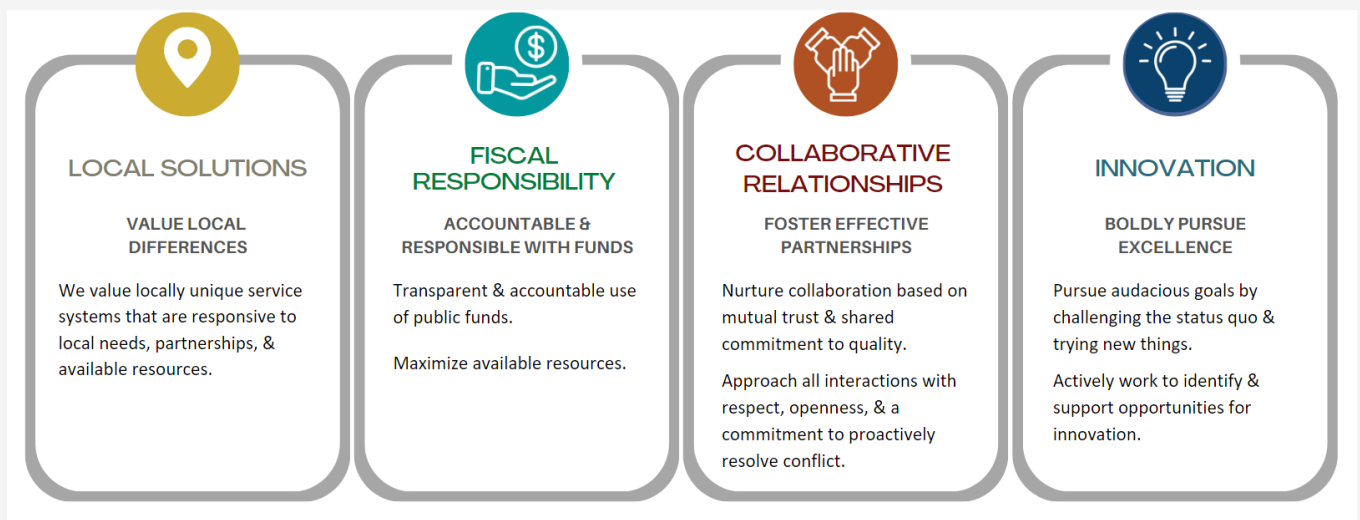 LOCAL SOLUTIONS
VALUE LOCAL
DIFFERENCES
We value locally unique service
systems that are responsive to
local needs, partnerships, &
available resources.
FISCAL
RESPONSIBILITY
ACCOUNTABLE &
RESPONSIBLE WITH FUNDS
Transparent & accountable use
of public funds.
Maximize available resources.
COLLABORATIVE
RELATIONSHIPS
FOSTER EFFECTIVE
PARTNERSHIPS
Nurture collaboration based on
mutual trust & shared
commitment to quality.
Approach all interactions with
respect, openness, & a
commitment to proactively
resolve conflict.
INNOVATION
BOLDLY PURSUE
EXCELLENCE
Pursue audacious goals by
challenging the status quo &
trying new things.
Actively work to identify &
support opportunities for
innovation.